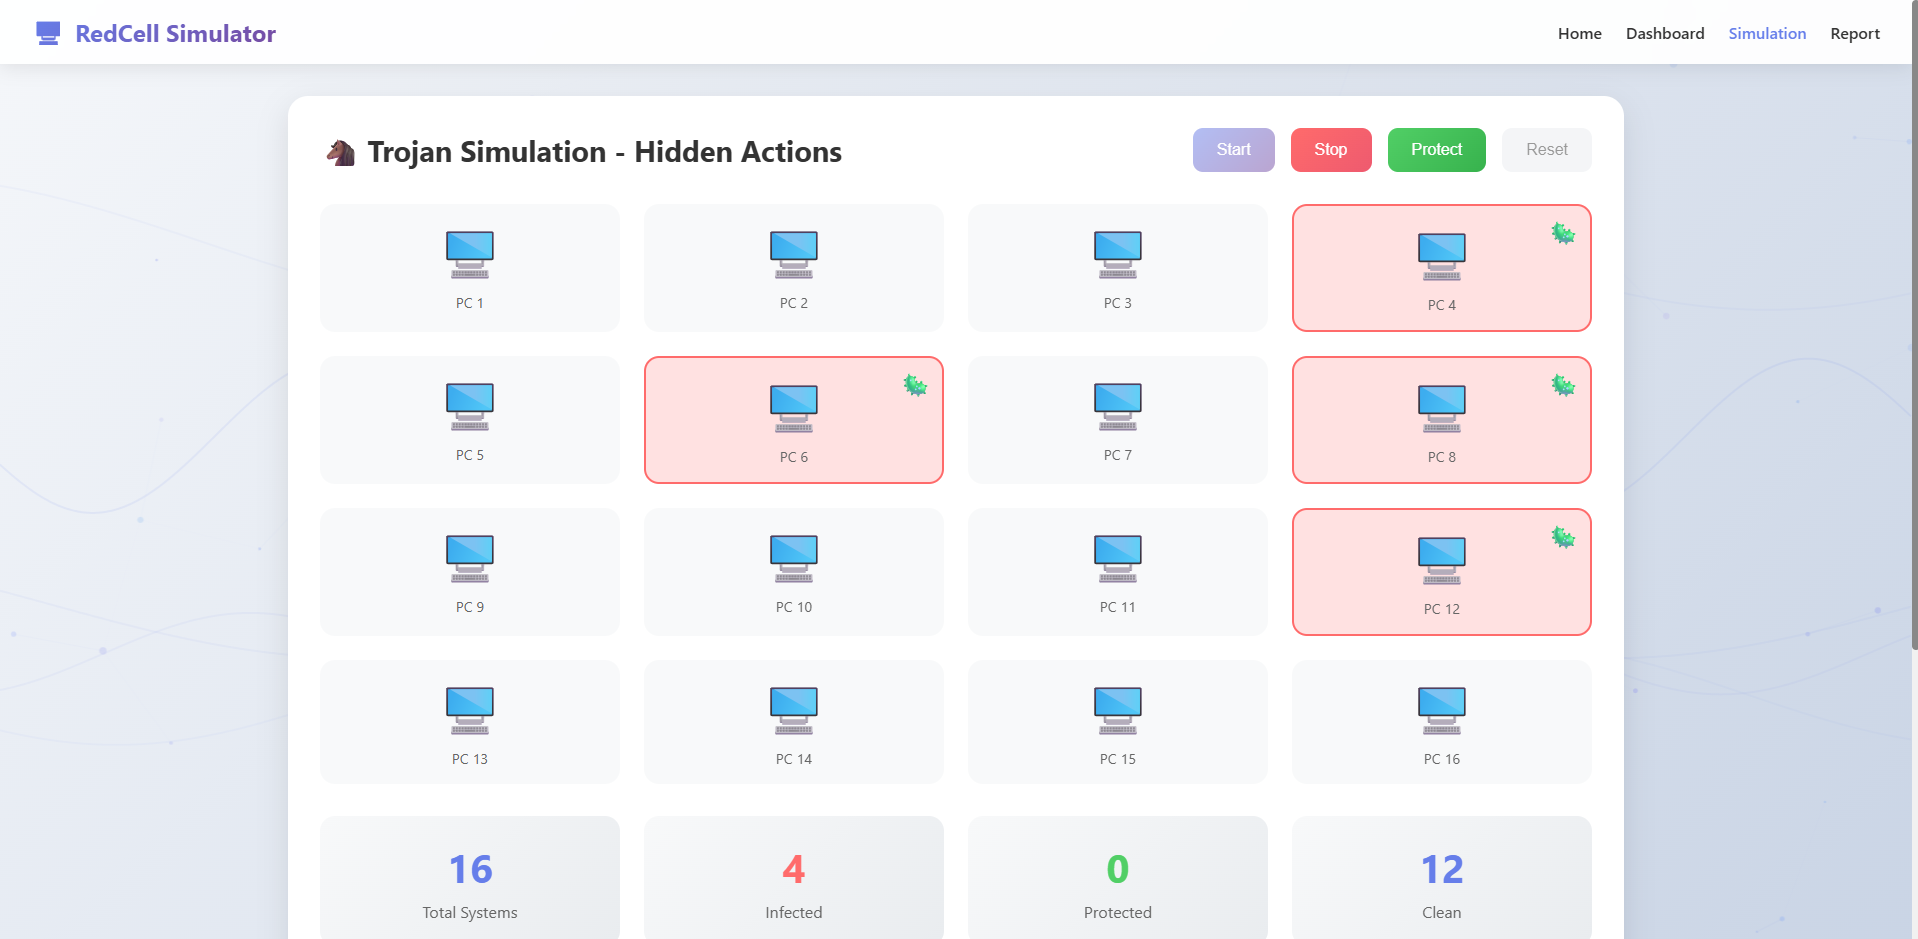 RedCell Simulator
Home Dashboard Simulation Report
Trojan Simulation - Hidden Actions
Start Stop Protect Reset
PC 1 PC 2 PC 3 PC 4
PC 5 PC 6 PC 7 PC 8
PC 9 PC 10 PC 11 PC 12
PC 13 PC 14 PC 15 PC 16
16 4 0 12
Total Systems Infected Protected Clean